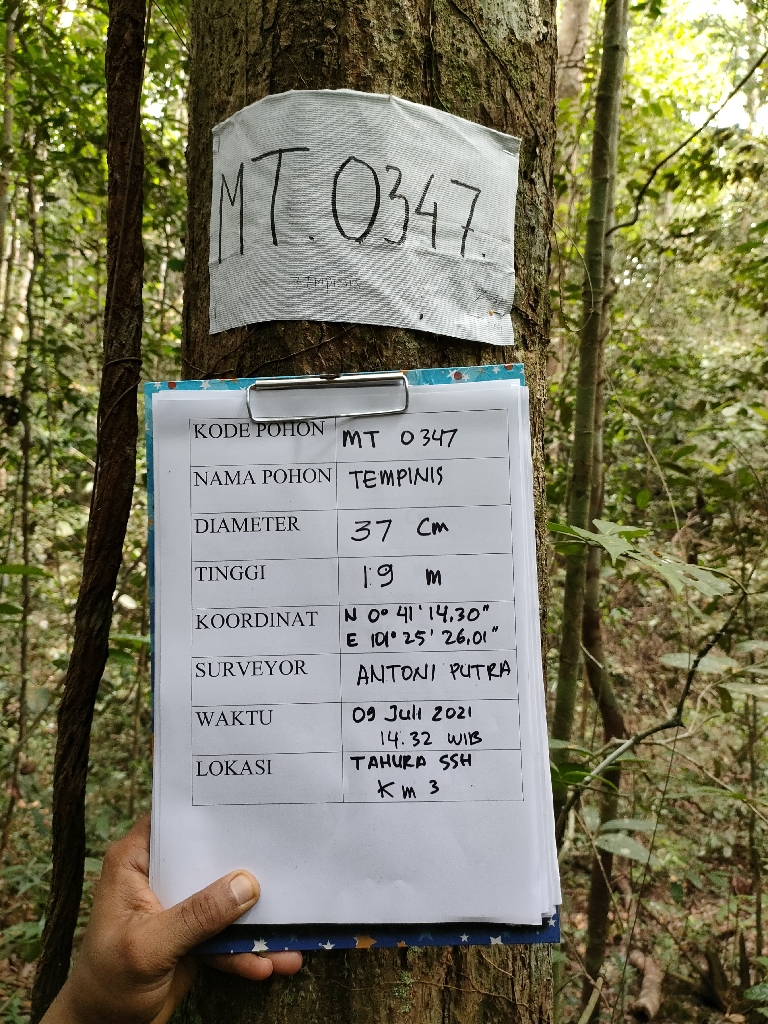 MT. 0347.
KODE POHON MT 0347
NAMA POHON TEMPINIS
DIAMETER 37 cm
TINGGI 19 m
KOORDINAT N 0° 41' 14.30"
E 101° 25' 26.01"
SURVEYOR ANTONI PUTRA
WAKTU 09 Juli 2021
14.32 WIB
LOKASI TAHURA SSH
Km 3